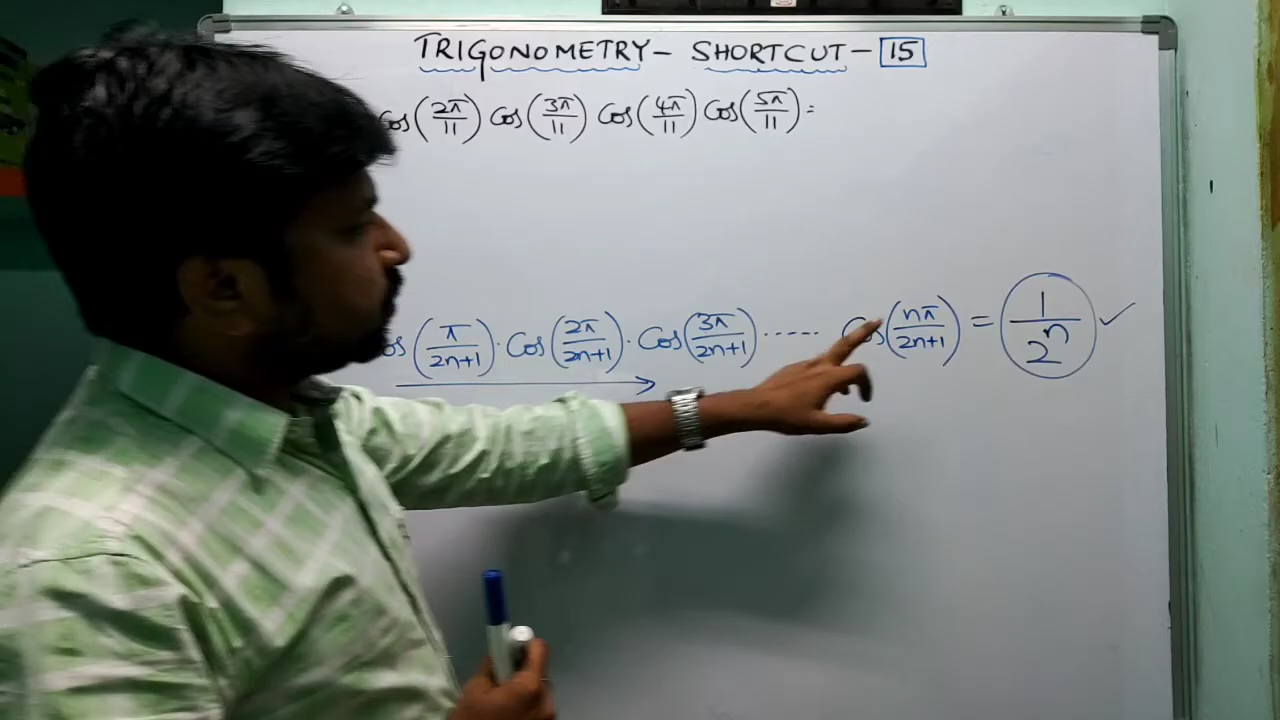 TRIGONOMETRY - SHORTCUT - 15
Cos(2π/11) Cos(3π/11) Cos(4π/11) Cos(5π/11) =
Cos(π/2n+1) · Cos(2π/2n+1) · Cos(3π/2n+1) ...... Cos(nπ/2n+1) = 1/2ⁿ ✓